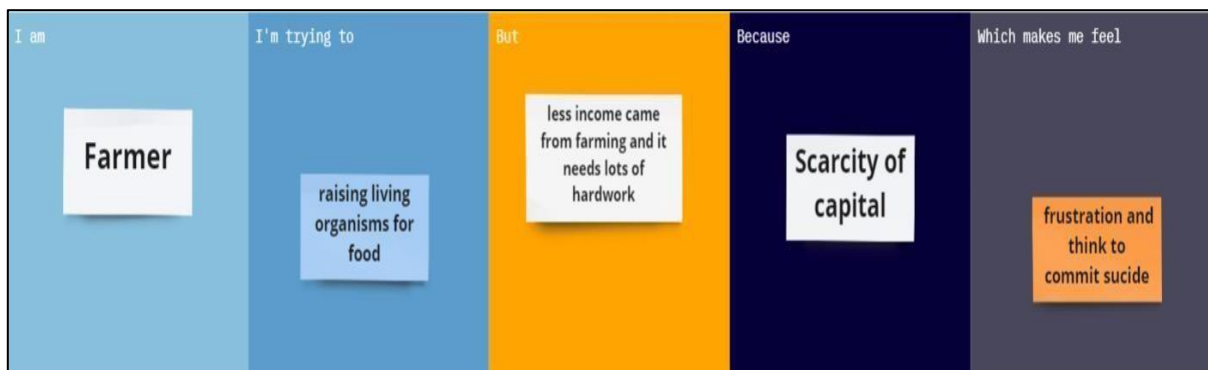 I am
Farmer
I'm trying to
raising living
organisms for
food
But
less income came
from farming and it
needs lots of
hardwork
Because
Scarcity of
capital
Which makes me feel
frustration and
think to
commit sucide